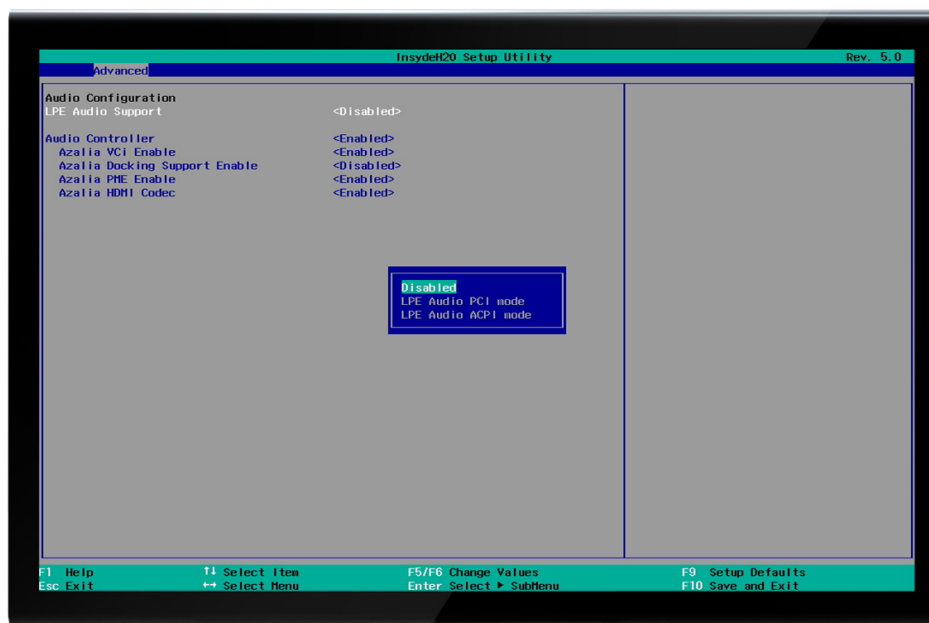 InsydeH20 Setup Utility Rev. 5.0
Advanced
Audio Configuration
LPE Audio Support <Disabled>
Audio Controller <Enabled>
Azalia VCi Enable <Enabled>
Azalia Docking Support Enable <Disabled>
Azalia PME Enable <Enabled>
Azalia HDMI Codec <Enabled>
Disabled
LPE Audio PCI mode
LPE Audio ACPI mode
F1 Help ↑↓ Select Item F5/F6 Change Values F9 Setup Defaults
Esc Exit ↔ Select Menu Enter Select ▶ SubMenu F10 Save and Exit